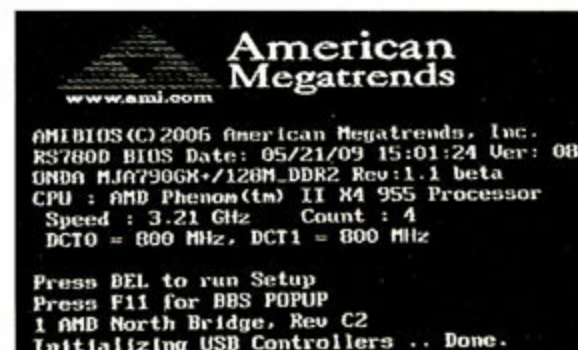 American
Megatrends
www.ami.com
AMIBIOS(C)2006 American Megatrends, Inc.
RS780D BIOS Date: 05/21/09 15:01:24 Ver: 08
ONDA MJA790GX+/128M_DDR2 Rev:1.1 beta
CPU : AMD Phenom(tm) II X4 955 Processor
Speed : 3.21 GHz Count : 4
DCT0 = 800 MHz, DCT1 = 800 MHz
Press DEL to run Setup
Press F11 for BBS POPUP
1 AMD North Bridge, Rev C2
Initializing USB Controllers .. Done.